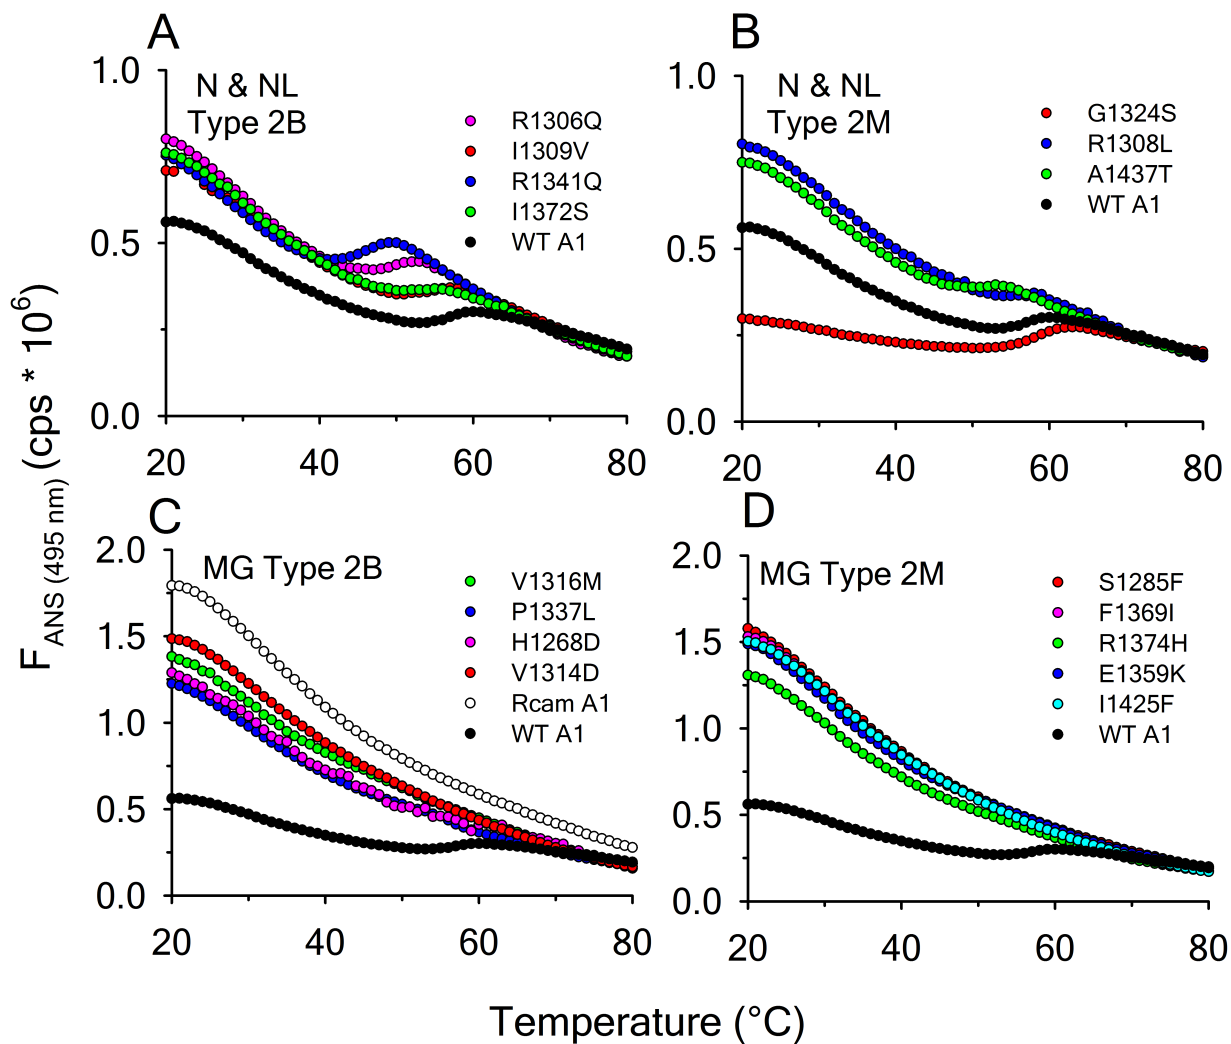 A
N & NL
Type 2B
R1306Q
I1309V
R1341Q
I1372S
WT A1
1.0
0.5
0.0
20 40 60 80
B
N & NL
Type 2M
G1324S
R1308L
A1437T
WT A1
1.0
0.5
0.0
20 40 60 80
F ANS (495 nm) (cps * 10^6)
C
MG Type 2B
V1316M
P1337L
H1268D
V1314D
Rcam A1
WT A1
2.0
1.5
1.0
0.5
0.0
20 40 60 80
D
MG Type 2M
S1285F
F1369I
R1374H
E1359K
I1425F
WT A1
2.0
1.5
1.0
0.5
0.0
20 40 60 80
Temperature (°C)